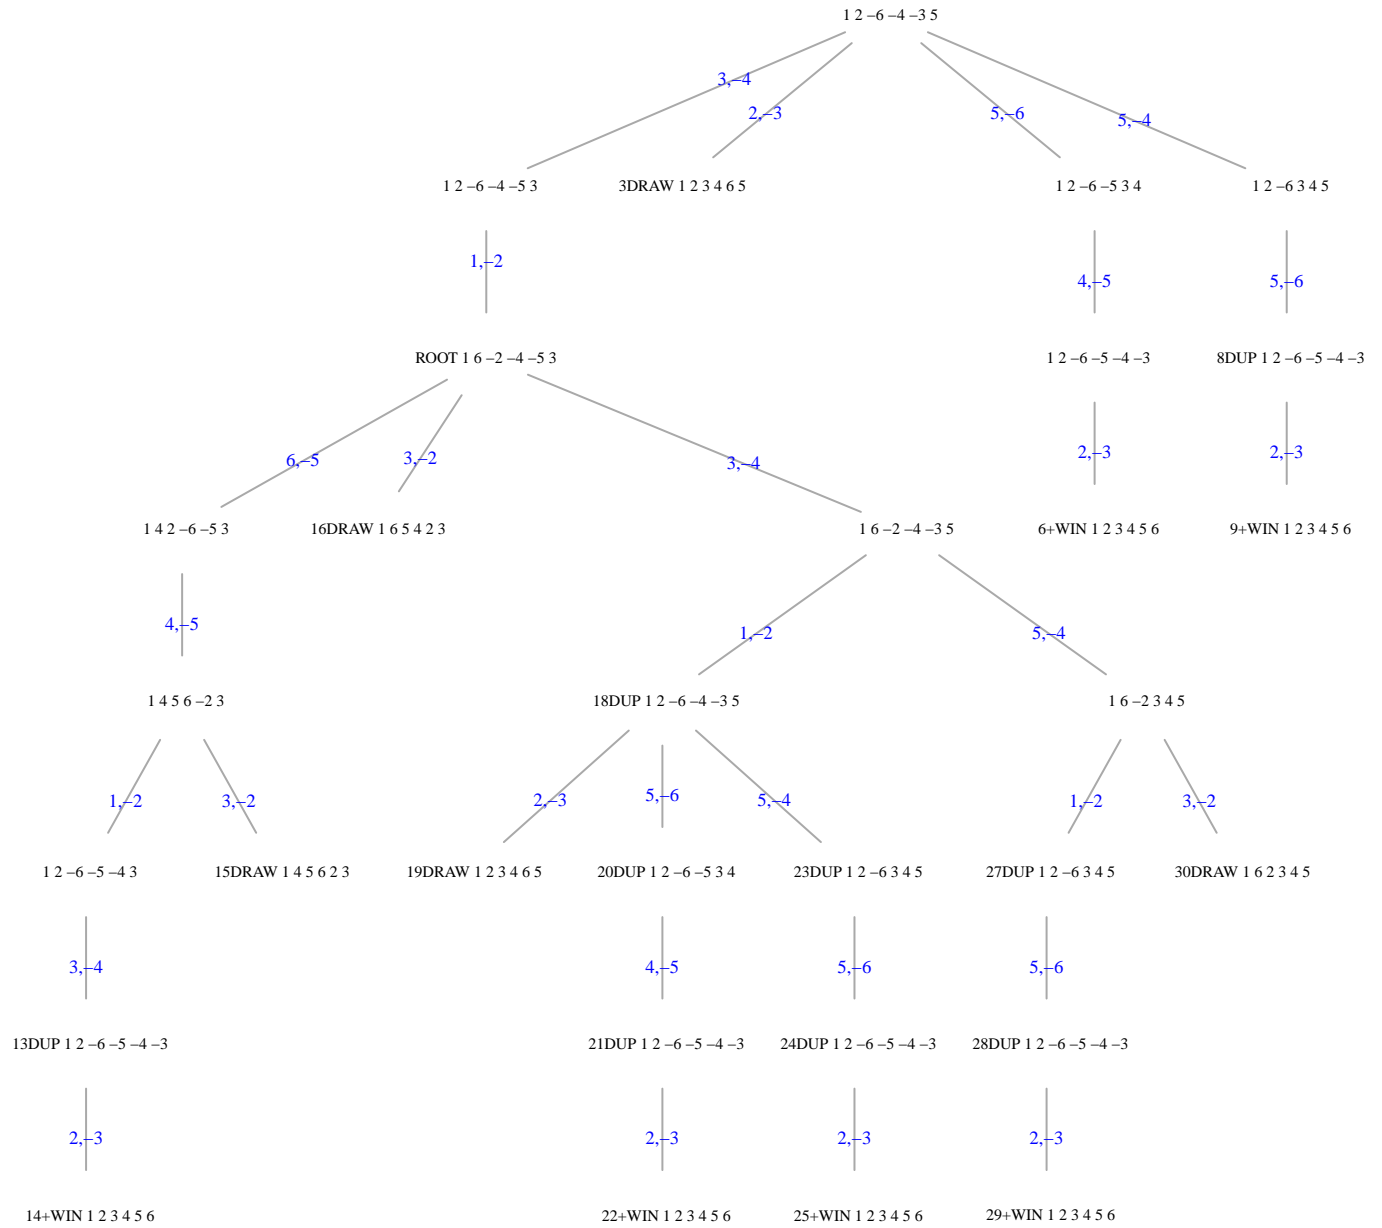 1 2 –6 –4 –3 5
3,–4
2,–3
5,–6
5,–4
1 2 –6 –4 –5 3
3DRAW 1 2 3 4 6 5
1 2 –6 –5 3 4
1 2 –6 3 4 5
1,–2
4,–5
5,–6
ROOT 1 6 –2 –4 –5 3
1 2 –6 –5 –4 –3
8DUP 1 2 –6 –5 –4 –3
6,–5
3,–2
3,–4
2,–3
2,–3
1 4 2 –6 –5 3
16DRAW 1 6 5 4 2 3
1 6 –2 –4 –3 5
6+WIN 1 2 3 4 5 6
9+WIN 1 2 3 4 5 6
4,–5
1,–2
5,–4
1 4 5 6 –2 3
18DUP 1 2 –6 –4 –3 5
1 6 –2 3 4 5
1,–2
3,–2
2,–3
5,–6
5,–4
1,–2
3,–2
1 2 –6 –5 –4 3
15DRAW 1 4 5 6 2 3
19DRAW 1 2 3 4 6 5
20DUP 1 2 –6 –5 3 4
23DUP 1 2 –6 3 4 5
27DUP 1 2 –6 3 4 5
30DRAW 1 6 2 3 4 5
3,–4
4,–5
5,–6
5,–6
13DUP 1 2 –6 –5 –4 –3
21DUP 1 2 –6 –5 –4 –3
24DUP 1 2 –6 –5 –4 –3
28DUP 1 2 –6 –5 –4 –3
2,–3
2,–3
2,–3
2,–3
14+WIN 1 2 3 4 5 6
22+WIN 1 2 3 4 5 6
25+WIN 1 2 3 4 5 6
29+WIN 1 2 3 4 5 6